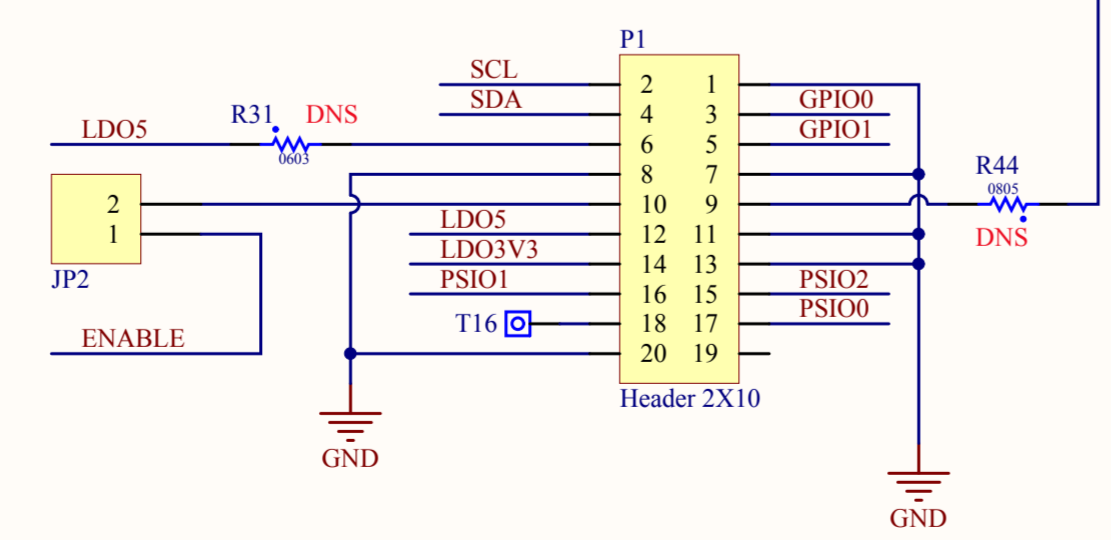 P1
SCL 2 1
SDA 4 3 GPIO0
R31 DNS
LDO5 6 5 GPIO1
0603
8 7
R44
0805
2 10 9
DNS
1 LDO5 12 11
LDO3V3 14 13
JP2
PSIO1 16 15 PSIO2
T16 18 17 PSIO0
ENABLE 20 19
Header 2X10
GND
GND